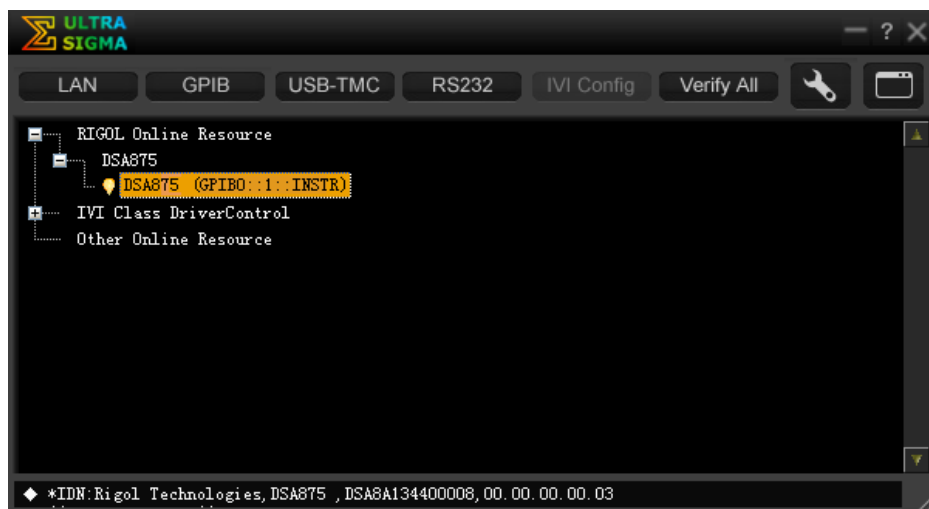 ULTRA
SIGMA
?
LAN GPIB USB-TMC RS232 IVI Config Verify All
RIGOL Online Resource
DSA875
DSA875 (GPIB0::1::INSTR)
IVI Class DriverControl
Other Online Resource
*IDN:Rigol Technologies,DSA875 ,DSA8A134400008,00.00.00.00.03